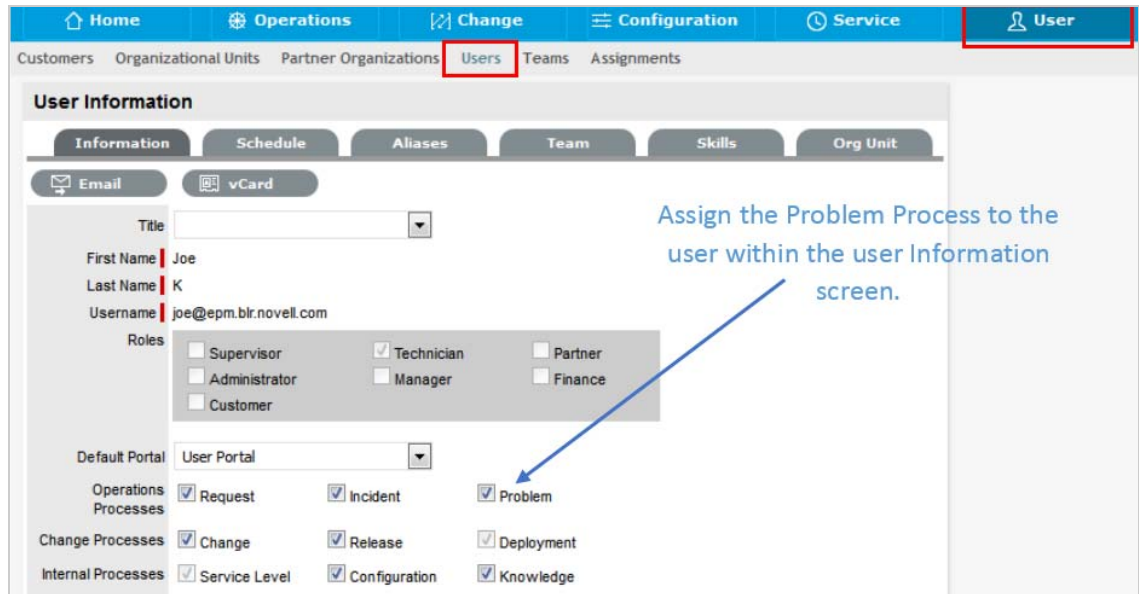 Home Operations Change Configuration Service User
Customers Organizational Units Partner Organizations Users Teams Assignments
User Information
Information Schedule Aliases Team Skills Org Unit
Email vCard
Title
First Name Joe
Last Name K
Username joe@epm.blr.novell.com
Roles
Supervisor Technician Partner
Administrator Manager Finance
Customer
Assign the Problem Process to the
user within the user Information
screen.
Default Portal User Portal
Operations
Processes Request Incident Problem
Change Processes Change Release Deployment
Internal Processes Service Level Configuration Knowledge